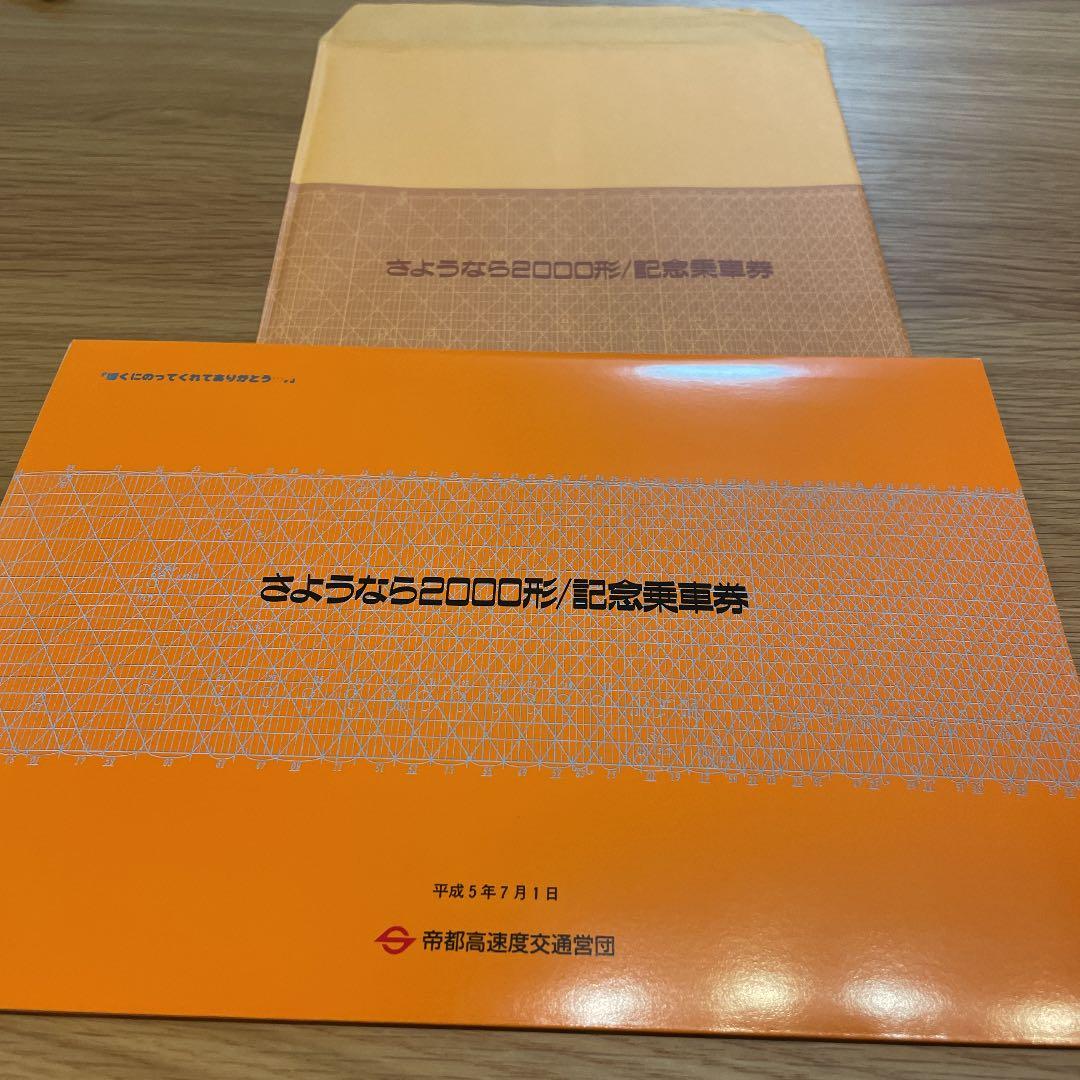 さようなら2000形/記念乗車券
『ぼくにのってくれてありがとう…。』
さようなら2000形/記念乗車券
平成5年7月1日
帝都高速度交通営団